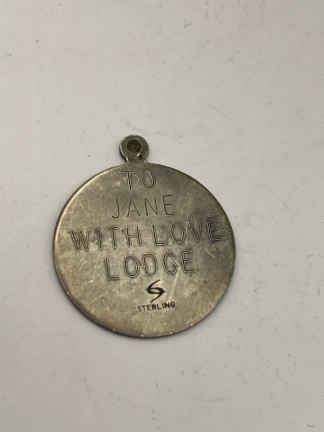 TO
JANE
WITH LOVE
LODGE
STERLING